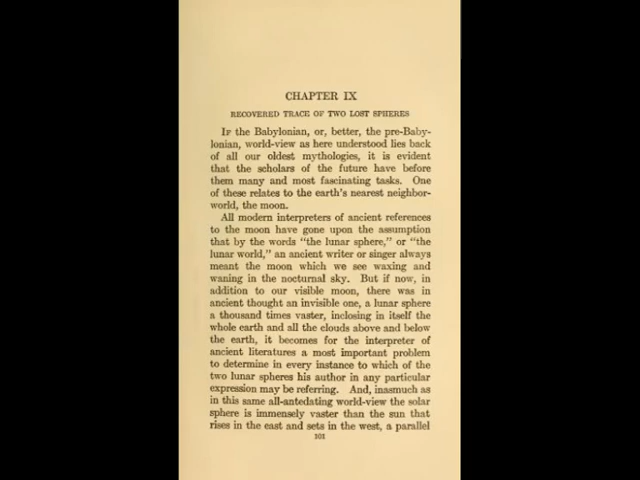 CHAPTER IX
RECOVERED TRACE OF TWO LOST SPHERES
If the Babylonian, or, better, the pre-Baby-
lonian, world-view as here understood lies back
of all our oldest mythologies, it is evident
that the scholars of the future have before
them many and most fascinating tasks. One
of these relates to the earth's nearest neighbor-
world, the moon.
All modern interpreters of ancient references
to the moon have gone upon the assumption
that by the words "the lunar sphere," or "the
lunar world," an ancient writer or singer always
meant the moon which we see waxing and
waning in the nocturnal sky. But if now, in
addition to our visible moon, there was in
ancient thought an invisible one, a lunar sphere
a thousand times vaster, inclosing in itself the
whole earth and all the clouds above and below
the earth, it becomes for the interpreter of
ancient literatures a most important problem
to determine in every instance to which of the
two lunar spheres his author in any particular
expression may be referring. And, inasmuch as
in this same all-antedating world-view the solar
sphere is immensely vaster than the sun that
rises in the east and sets in the west, a parallel
101